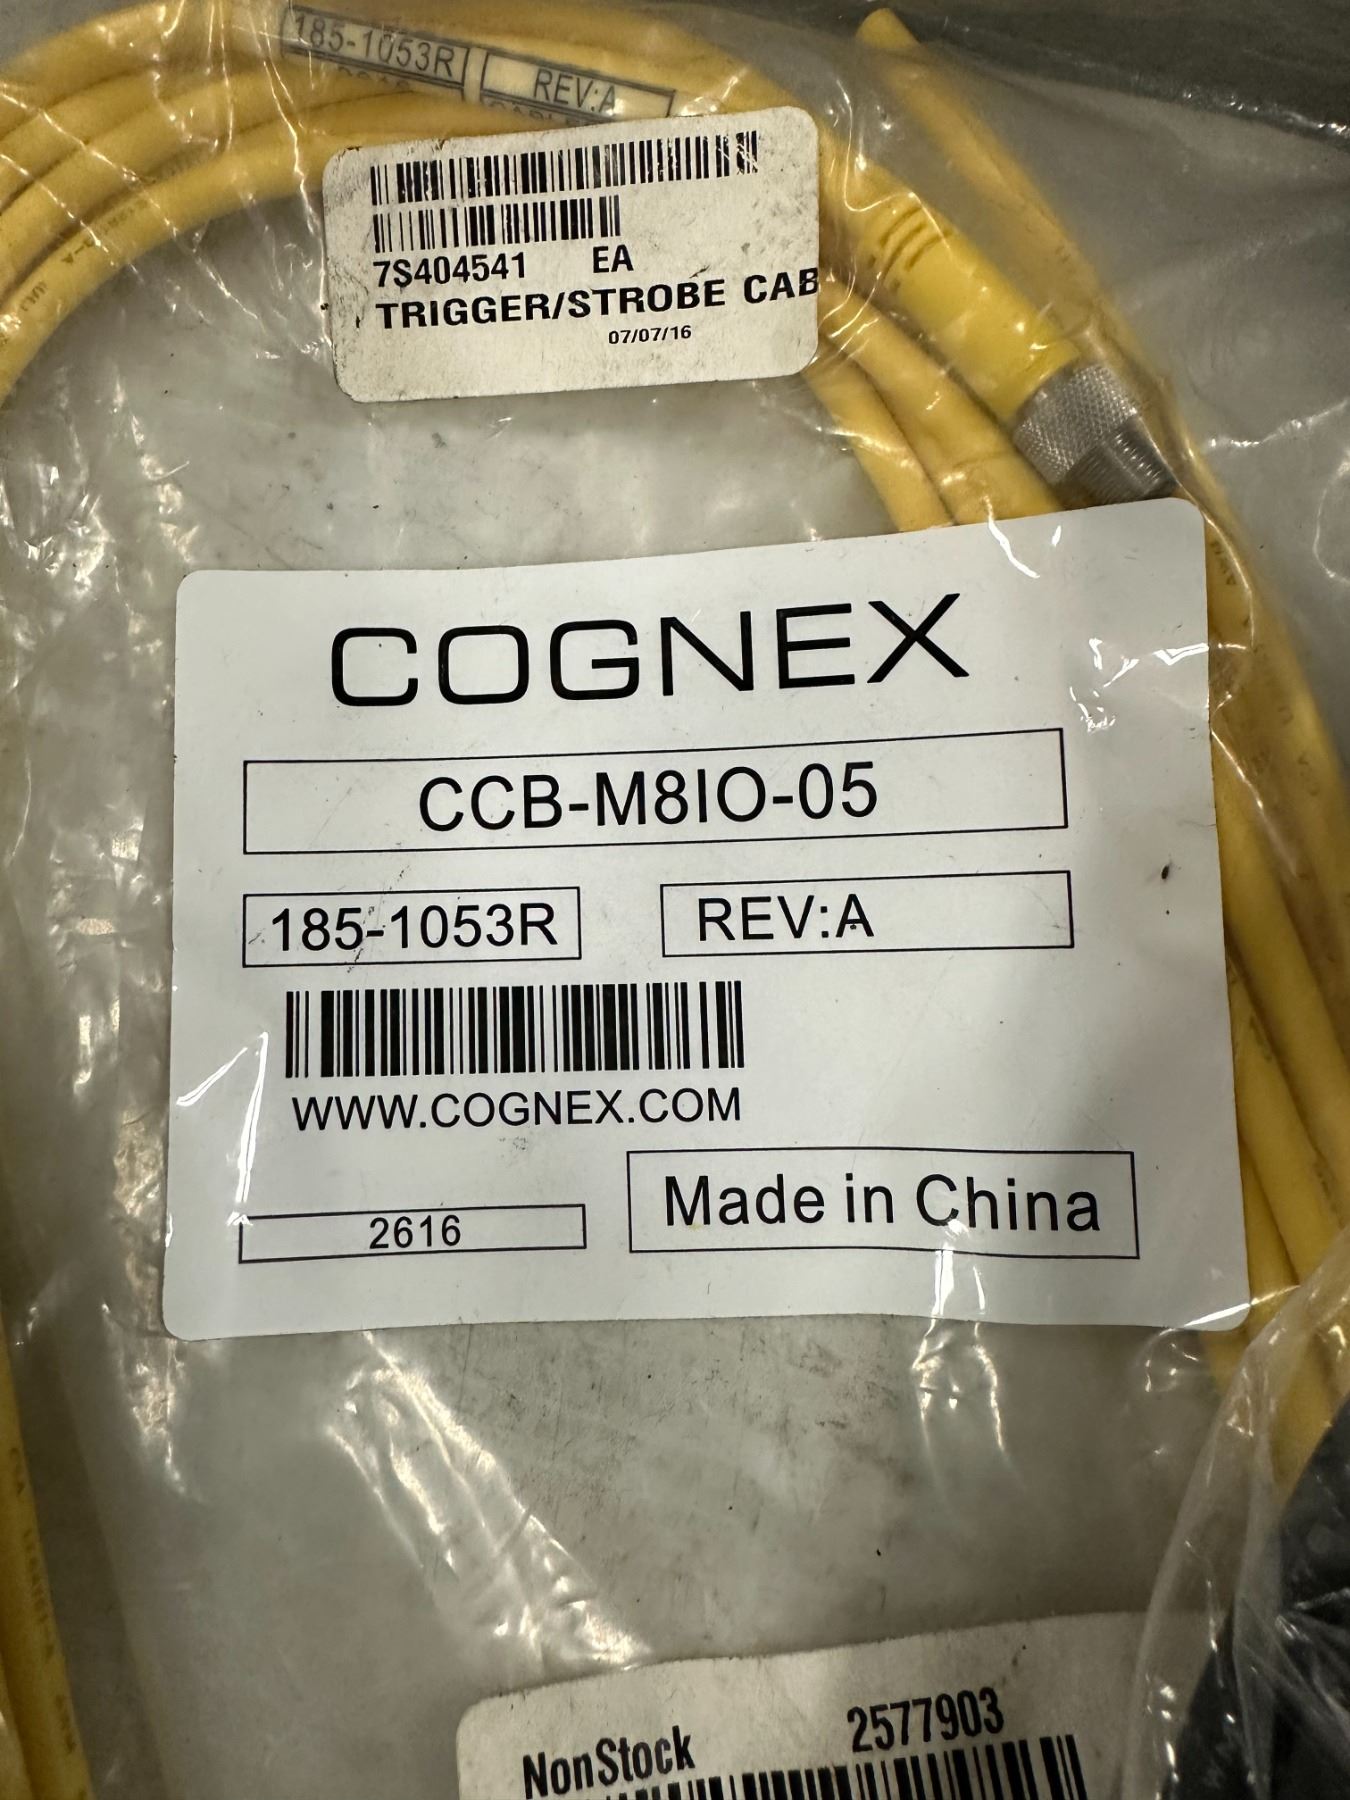 185-1053R REV:A
7S404541 EA
TRIGGER/STROBE CAB
07/07/16
COGNEX
CCB-M8IO-05
185-1053R REV:A
WWW.COGNEX.COM
2616
Made in China
NonStock 2577903